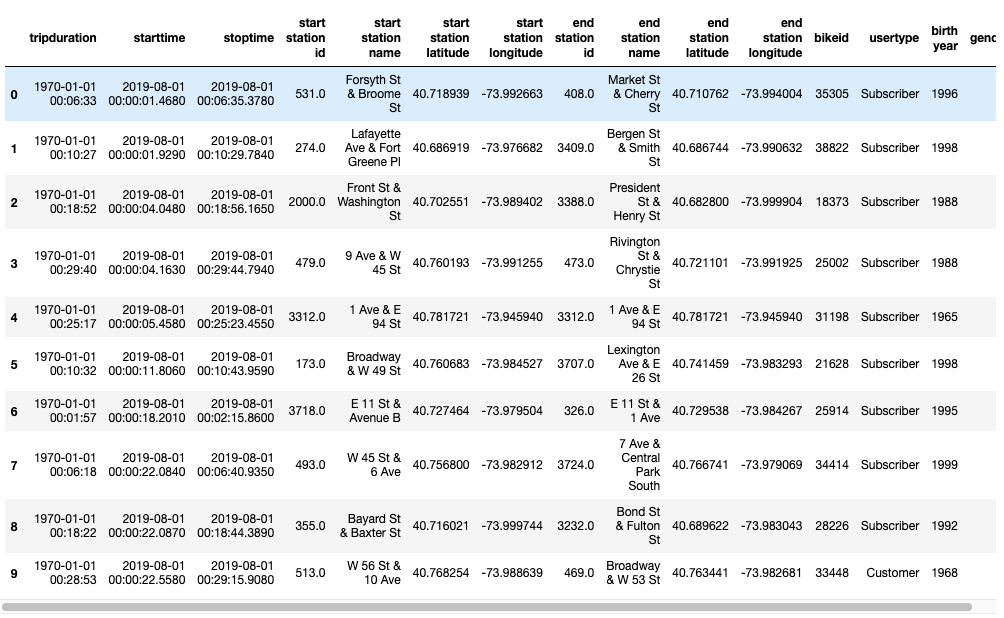 tripduration starttime stoptime start station id start station name start station latitude start station longitude end station id end station name end station latitude end station longitude bikeid usertype birth year gend
0 1970-01-01 00:06:33 2019-08-01 00:00:01.4680 2019-08-01 00:06:35.3780 531.0 Forsyth St & Broome St 40.718939 -73.992663 408.0 Market St & Cherry St 40.710762 -73.994004 35305 Subscriber 1996
1 1970-01-01 00:10:27 2019-08-01 00:00:01.9290 2019-08-01 00:10:29.7840 274.0 Lafayette Ave & Fort Greene Pl 40.686919 -73.976682 3409.0 Bergen St & Smith St 40.686744 -73.990632 38822 Subscriber 1998
2 1970-01-01 00:18:52 2019-08-01 00:00:04.0480 2019-08-01 00:18:56.1650 2000.0 Front St & Washington St 40.702551 -73.989402 3388.0 President St & Henry St 40.682800 -73.999904 18373 Subscriber 1988
3 1970-01-01 00:29:40 2019-08-01 00:00:04.1630 2019-08-01 00:29:44.7940 479.0 9 Ave & W 45 St 40.760193 -73.991255 473.0 Rivington St & Chrystie St 40.721101 -73.991925 25002 Subscriber 1988
4 1970-01-01 00:25:17 2019-08-01 00:00:05.4580 2019-08-01 00:25:23.4550 3312.0 1 Ave & E 94 St 40.781721 -73.945940 3312.0 1 Ave & E 94 St 40.781721 -73.945940 31198 Subscriber 1965
5 1970-01-01 00:10:32 2019-08-01 00:00:11.8060 2019-08-01 00:10:43.9590 173.0 Broadway & W 49 St 40.760683 -73.984527 3707.0 Lexington Ave & E 26 St 40.741459 -73.983293 21628 Subscriber 1998
6 1970-01-01 00:01:57 2019-08-01 00:00:18.2010 2019-08-01 00:02:15.8600 3718.0 E 11 St & Avenue B 40.727464 -73.979504 326.0 E 11 St & 1 Ave 40.729538 -73.984267 25914 Subscriber 1995
7 1970-01-01 00:06:18 2019-08-01 00:00:22.0840 2019-08-01 00:06:40.9350 493.0 W 45 St & 6 Ave 40.756800 -73.982912 3724.0 7 Ave & Central Park South 40.766741 -73.979069 34414 Subscriber 1999
8 1970-01-01 00:18:22 2019-08-01 00:00:22.0870 2019-08-01 00:18:44.3890 355.0 Bayard St & Baxter St 40.716021 -73.999744 3232.0 Bond St & Fulton St 40.689622 -73.983043 28226 Subscriber 1992
9 1970-01-01 00:28:53 2019-08-01 00:00:22.5580 2019-08-01 00:29:15.9080 513.0 W 56 St & 10 Ave 40.768254 -73.988639 469.0 Broadway & W 53 St 40.763441 -73.982681 33448 Customer 1968